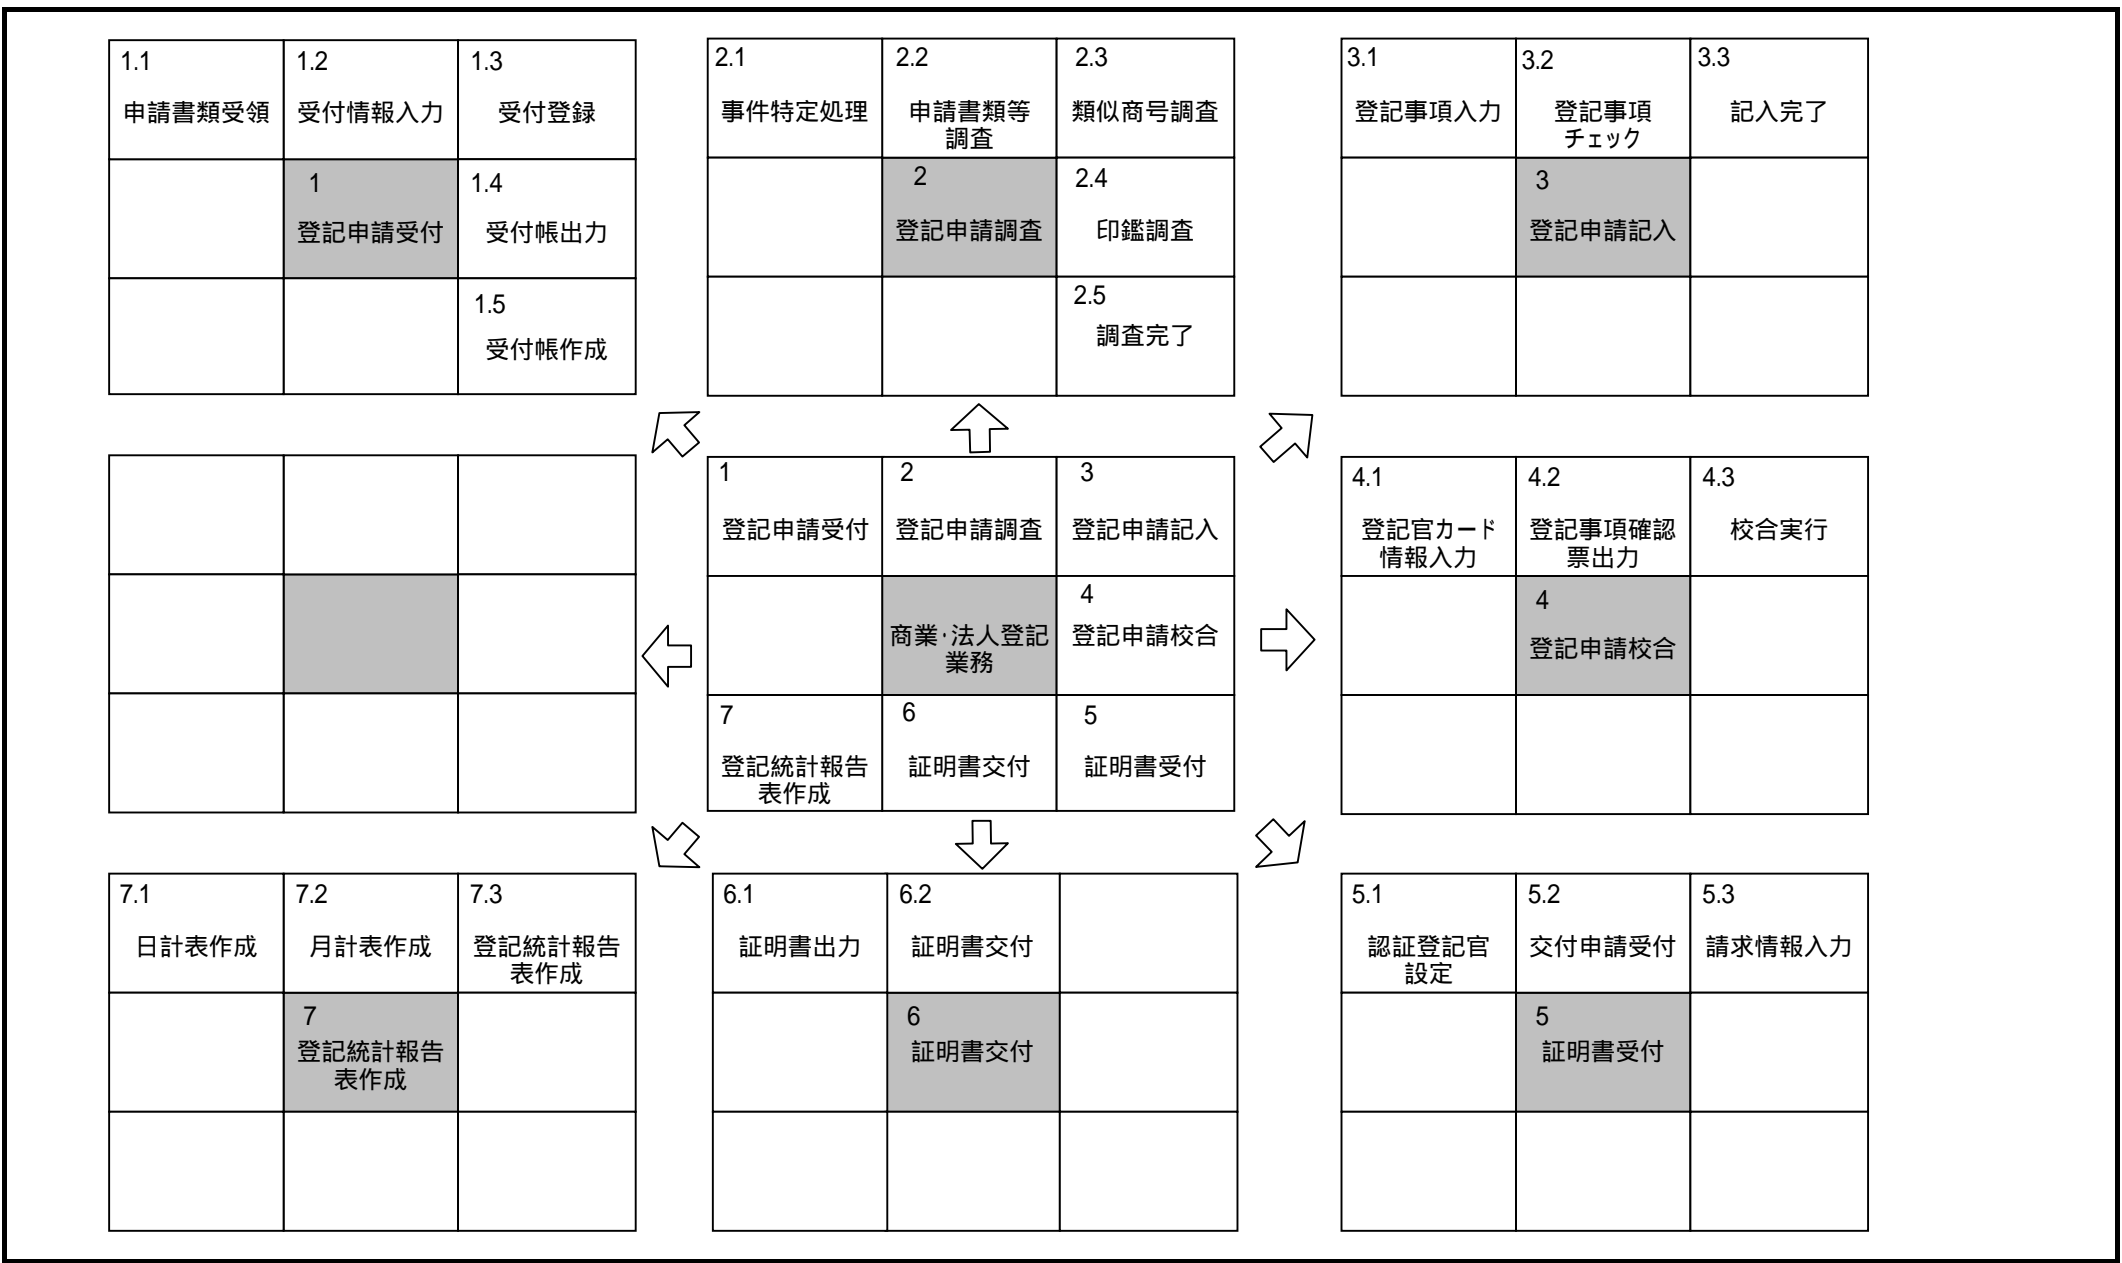 1.1
申請書類受領
1.2
受付情報入力
1.3
受付登録
1
登記申請受付
1.4
受付帳出力
1.5
受付帳作成
2.1
事件特定処理
2.2
申請書類等
調査
2.3
類似商号調査
2
登記申請調査
2.4
印鑑調査
2.5
調査完了
3.1
登記事項入力
3.2
登記事項
チェック
3.3
記入完了
3
登記申請記入
1
登記申請受付
2
登記申請調査
3
登記申請記入
商業・法人登記
業務
4
登記申請校合
7
登記統計報告
表作成
6
証明書交付
5
証明書受付
4.1
登記官カード
情報入力
4.2
登記事項確認
票出力
4.3
校合実行
4
登記申請校合
7.1
日計表作成
7.2
月計表作成
7.3
登記統計報告
表作成
7
登記統計報告
表作成
6.1
証明書出力
6.2
証明書交付
6
証明書交付
5.1
認証登記官
設定
5.2
交付申請受付
5.3
請求情報入力
5
証明書受付